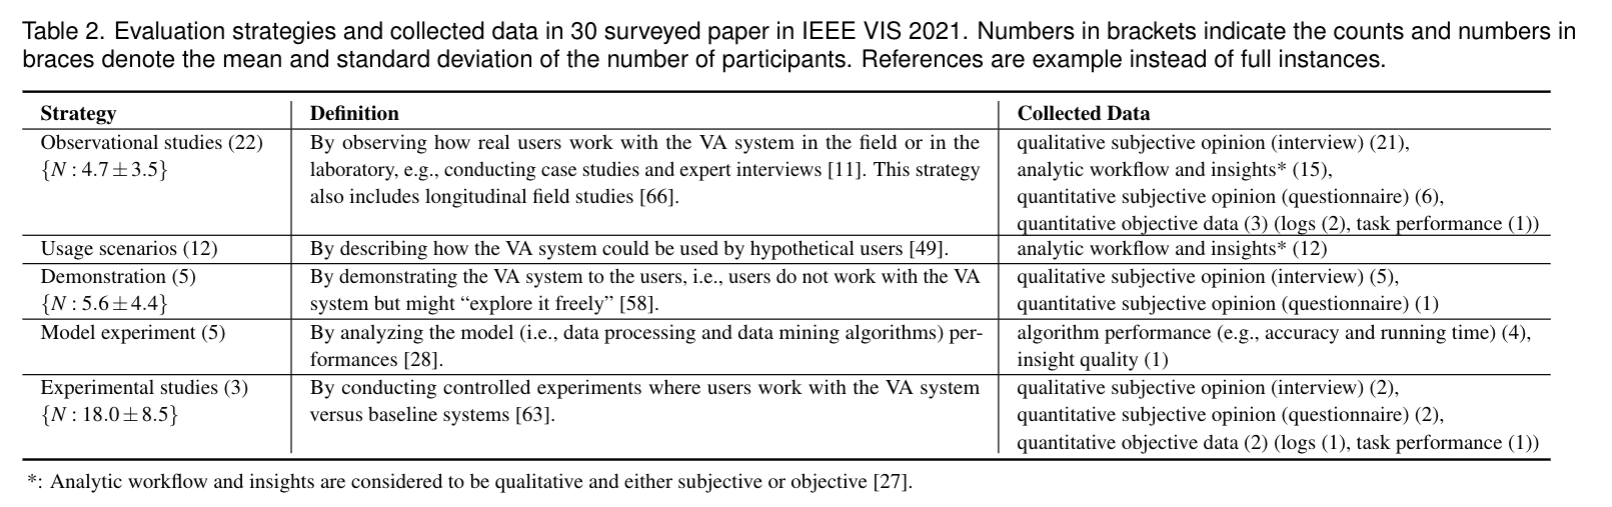 Table 2. Evaluation strategies and collected data in 30 surveyed paper in IEEE VIS 2021. Numbers in brackets indicate the counts and numbers in
braces denote the mean and standard deviation of the number of participants. References are example instead of full instances.
Strategy Definition Collected Data
Observational studies (22)
{N : 4.7±3.5}
By observing how real users work with the VA system in the field or in the
laboratory, e.g., conducting case studies and expert interviews [11]. This strategy
also includes longitudinal field studies [66].
qualitative subjective opinion (interview) (21),
analytic workflow and insights* (15),
quantitative subjective opinion (questionnaire) (6),
quantitative objective data (3) (logs (2), task performance (1))
Usage scenarios (12)
By describing how the VA system could be used by hypothetical users [49].
analytic workflow and insights* (12)
Demonstration (5)
{N : 5.6±4.4}
By demonstrating the VA system to the users, i.e., users do not work with the VA
system but might “explore it freely” [58].
qualitative subjective opinion (interview) (5),
quantitative subjective opinion (questionnaire) (1)
Model experiment (5)
By analyzing the model (i.e., data processing and data mining algorithms) per-
formances [28].
algorithm performance (e.g., accuracy and running time) (4),
insight quality (1)
Experimental studies (3)
{N : 18.0±8.5}
By conducting controlled experiments where users work with the VA system
versus baseline systems [63].
qualitative subjective opinion (interview) (2),
quantitative subjective opinion (questionnaire) (2),
quantitative objective data (2) (logs (1), task performance (1))
*: Analytic workflow and insights are considered to be qualitative and either subjective or objective [27].